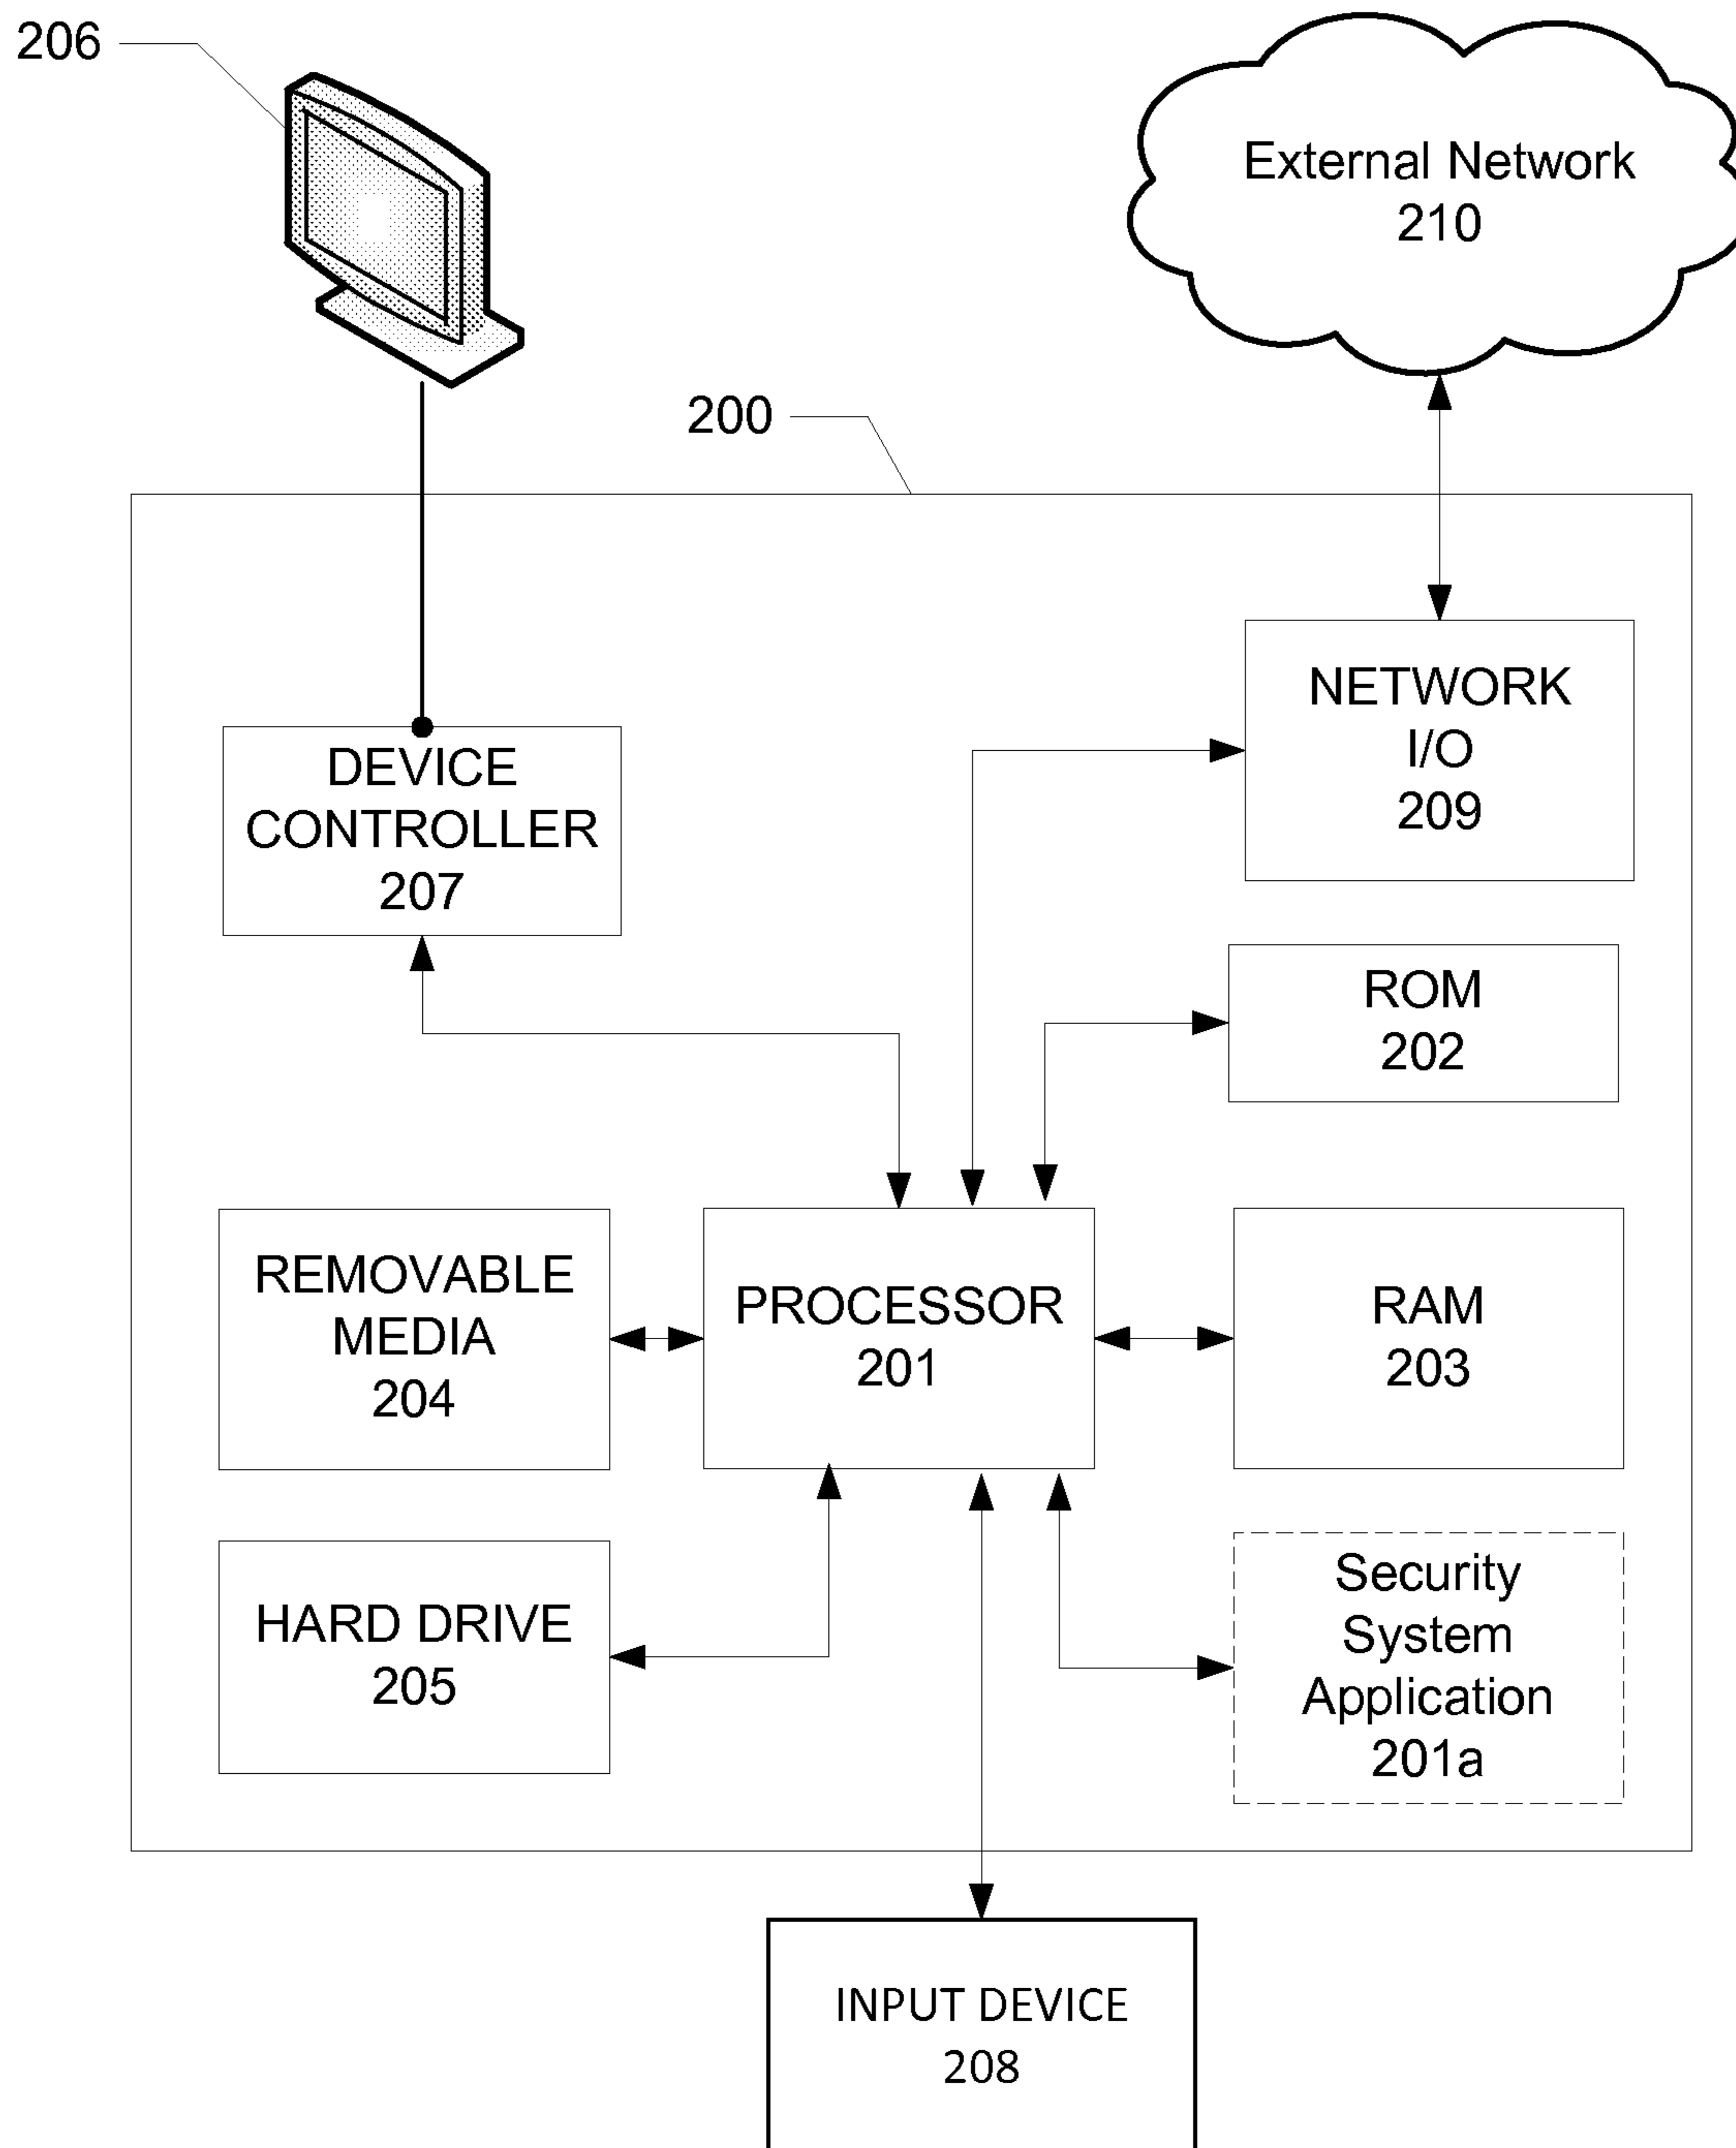 206
External Network
210
200
NETWORK
I/O
209
DEVICE
CONTROLLER
207
ROM
202
REMOVABLE
MEDIA
204
PROCESSOR
201
RAM
203
HARD DRIVE
205
Security
System
Application
201a
INPUT DEVICE
208